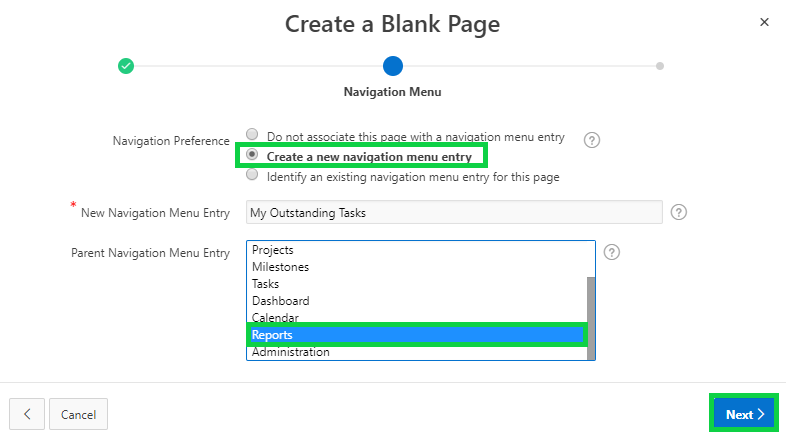 Create a Blank Page
Navigation Menu
Navigation Preference
Do not associate this page with a navigation menu entry
Create a new navigation menu entry
Identify an existing navigation menu entry for this page
* New Navigation Menu Entry
My Outstanding Tasks
Parent Navigation Menu Entry
Projects
Milestones
Tasks
Dashboard
Calendar
Reports
Administration
Cancel
Next